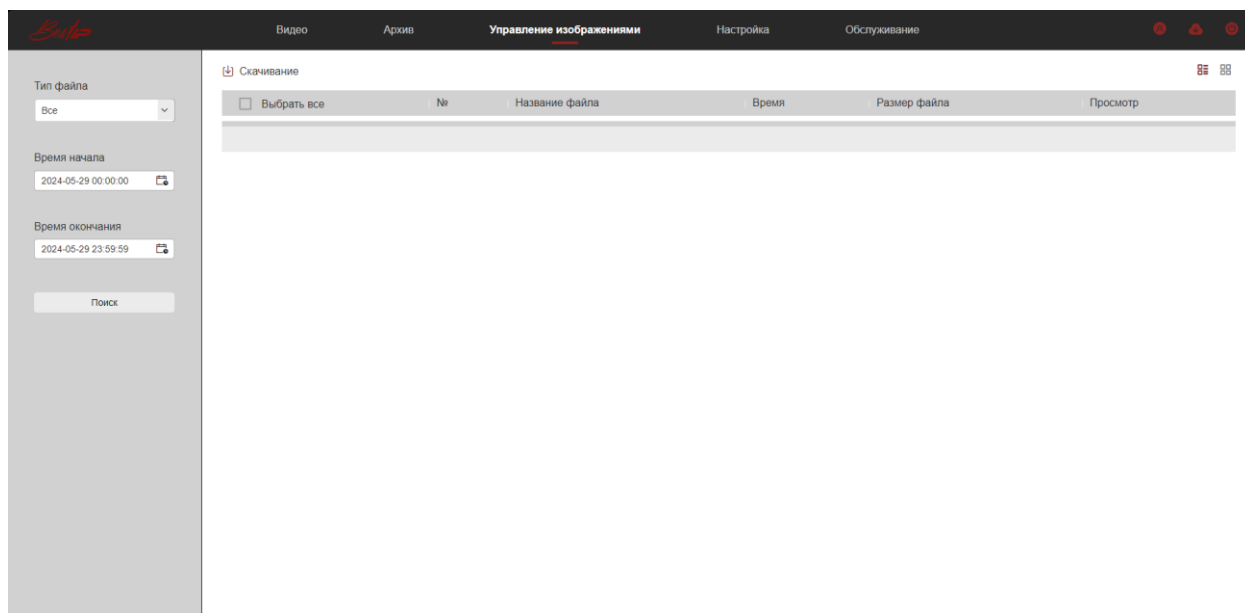 Видео Архив Управление изображениями Настройка Обслуживание
Скачивание
Тип файла
Все
Выбрать все № Название файла Время Размер файла Просмотр
Время начала
2024-05-29 00:00:00
Время окончания
2024-05-29 23:59:59
Поиск